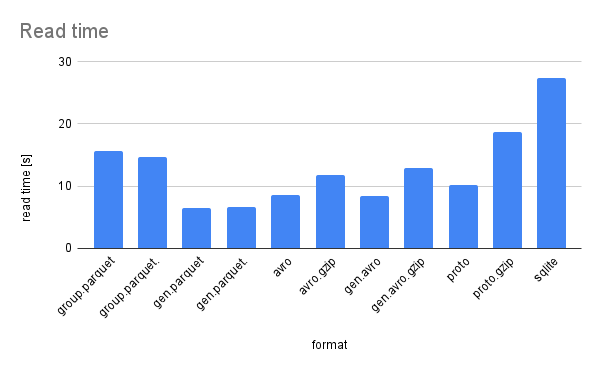 Read time
30
20
10
0
read time [s]
group.parquet
group.parquet.
gen.parquet
gen.parquet.
avro
avro.gzip
gen.avro
gen.avro.gzip
proto
proto.gzip
sqlite
format